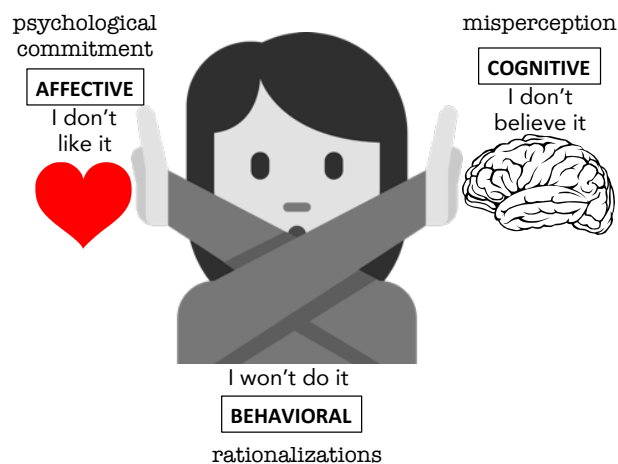 psychological
commitment
AFFECTIVE
I don't
like it
misperception
COGNITIVE
I don't
believe it
I won't do it
BEHAVIORAL
rationalizations